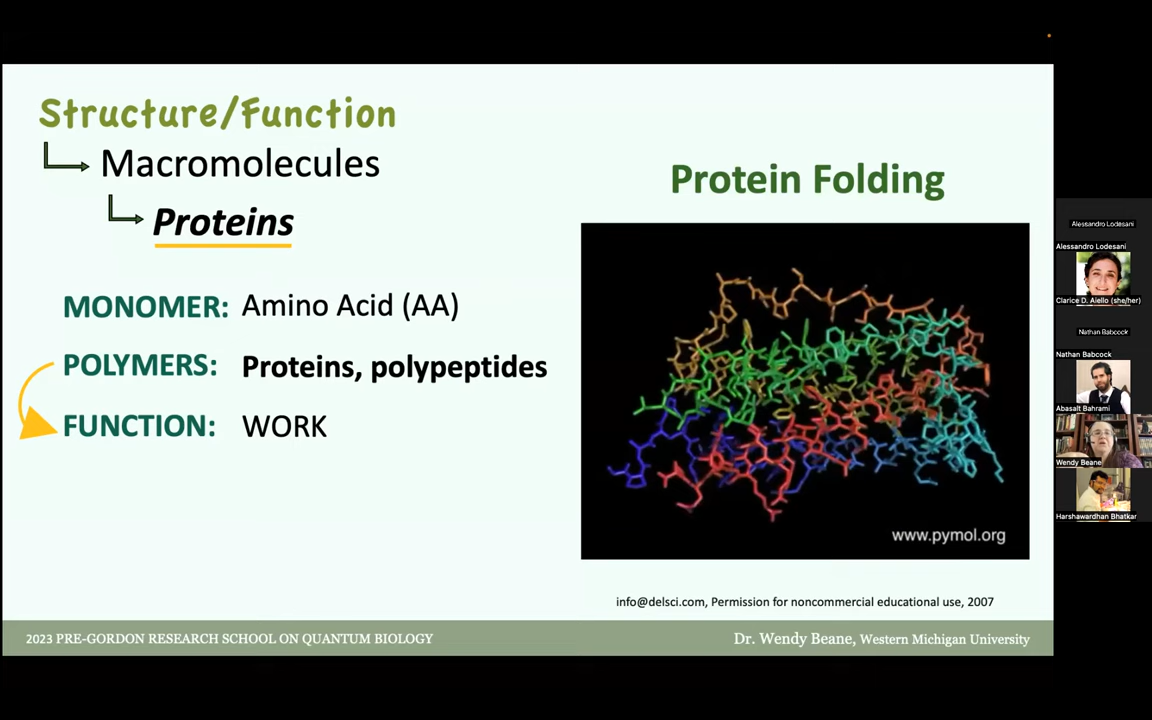 Structure/Function
Macromolecules
Proteins
MONOMER: Amino Acid (AA)
POLYMERS: Proteins, polypeptides
FUNCTION: WORK
Protein Folding
www.pymol.org
info@delsci.com, Permission for noncommercial educational use, 2007
2023 PRE-GORDON RESEARCH SCHOOL ON QUANTUM BIOLOGY
Dr. Wendy Beane, Western Michigan University
Alessandro Lodesani
Alessandro Lodesani
Clarice D. Aiello (she/her)
Nathan Babcock
Nathan Babcock
Abasalt Bahrami
Wendy Beane
Harshawardhan Bhatkar